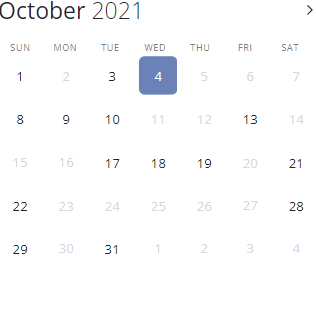 October 2021
SUN MON TUE WED THU FRI SAT
1 2 3 4 5 6 7
8 9 10 11 12 13 14
15 16 17 18 19 20 21
22 23 24 25 26 27 28
29 30 31 1 2 3 4